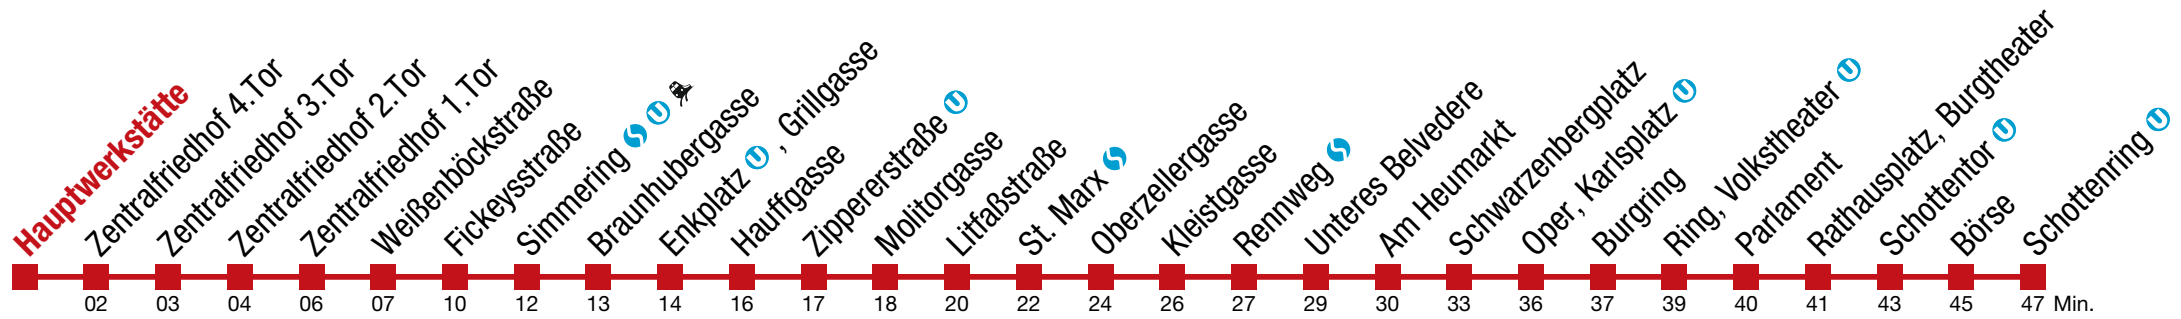 Hauptwerkstätte
Zentralfriedhof 4.Tor
Zentralfriedhof 3.Tor
Zentralfriedhof 2.Tor
Zentralfriedhof 1.Tor
Weißenböckstraße
Fickeysstraße
Simmering
Braunhubergasse
Enkplatz , Grillgasse
Hauffgasse
Zippererstraße
Molitorgasse
Litfaßstraße
St. Marx
Oberzellergasse
Kleistgasse
Rennweg
Unteres Belvedere
Am Heumarkt
Schwarzenbergplatz
Oper, Karlsplatz
Burgring
Ring, Volkstheater
Parlament
Rathausplatz, Burgtheater
Schottentor
Börse
Schottenring
02 03 04 06 07 10 12 13 14 16 17 18 20 22 24 26 27 29 30 33 36 37 39 40 41 43 45 47 Min.